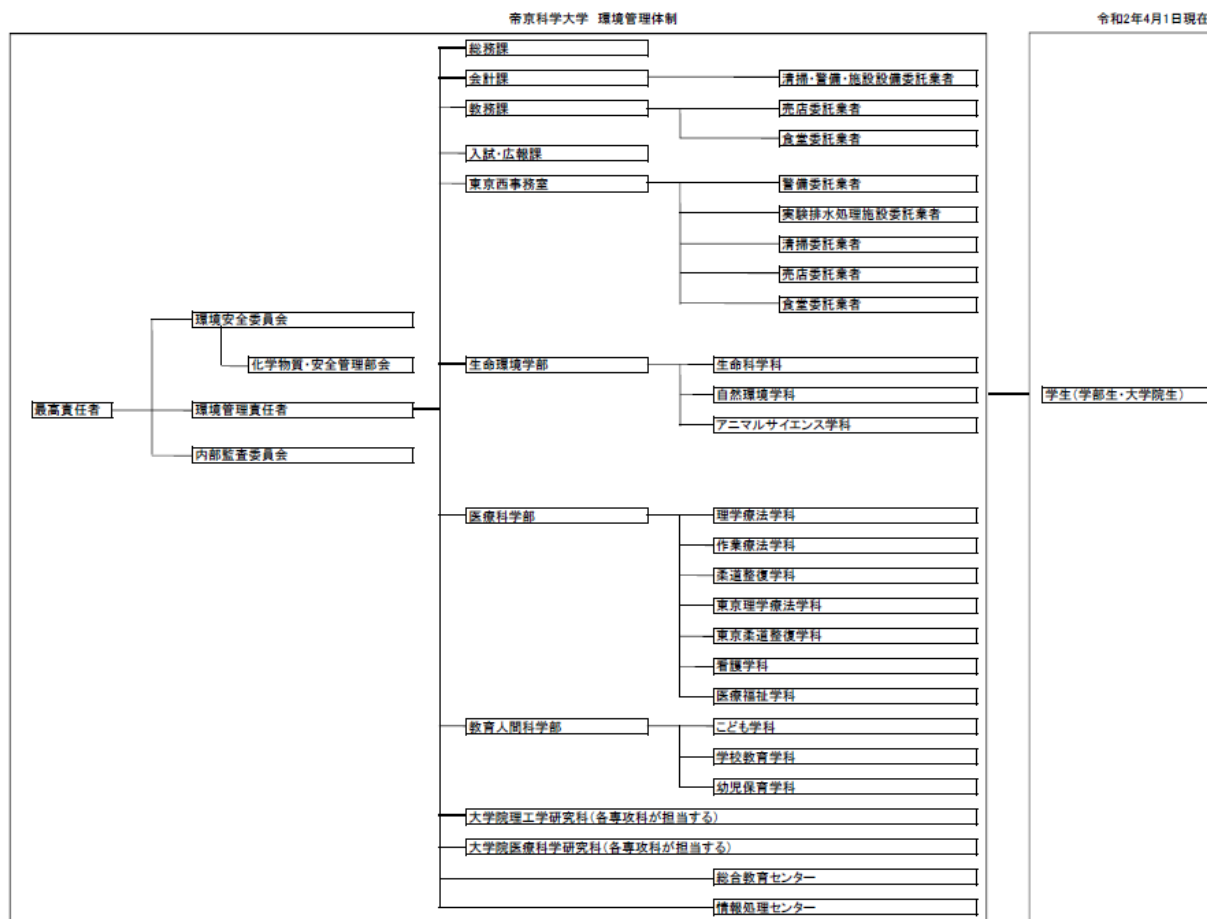 帝京科学大学 環境管理体制
令和2年4月1日現在
総務課
会計課
清掃・警備・施設設備委託業者
教務課
売店委託業者
食堂委託業者
入試・広報課
東京西事務室
警備委託業者
実験排水処理施設委託業者
清掃委託業者
売店委託業者
食堂委託業者
環境安全委員会
化学物質・安全管理部会
生命環境学部
生命科学科
自然環境学科
アニマルサイエンス学科
最高責任者
環境管理責任者
内部監査委員会
学生(学部生・大学院生)
医療科学部
理学療法学科
作業療法学科
柔道整復学科
東京理学療法学科
東京柔道整復学科
看護学科
医療福祉学科
教育人間科学部
こども学科
学校教育学科
幼児保育学科
大学院理工学研究科(各専攻科が担当する)
大学院医療科学研究科(各専攻科が担当する)
総合教育センター
情報処理センター